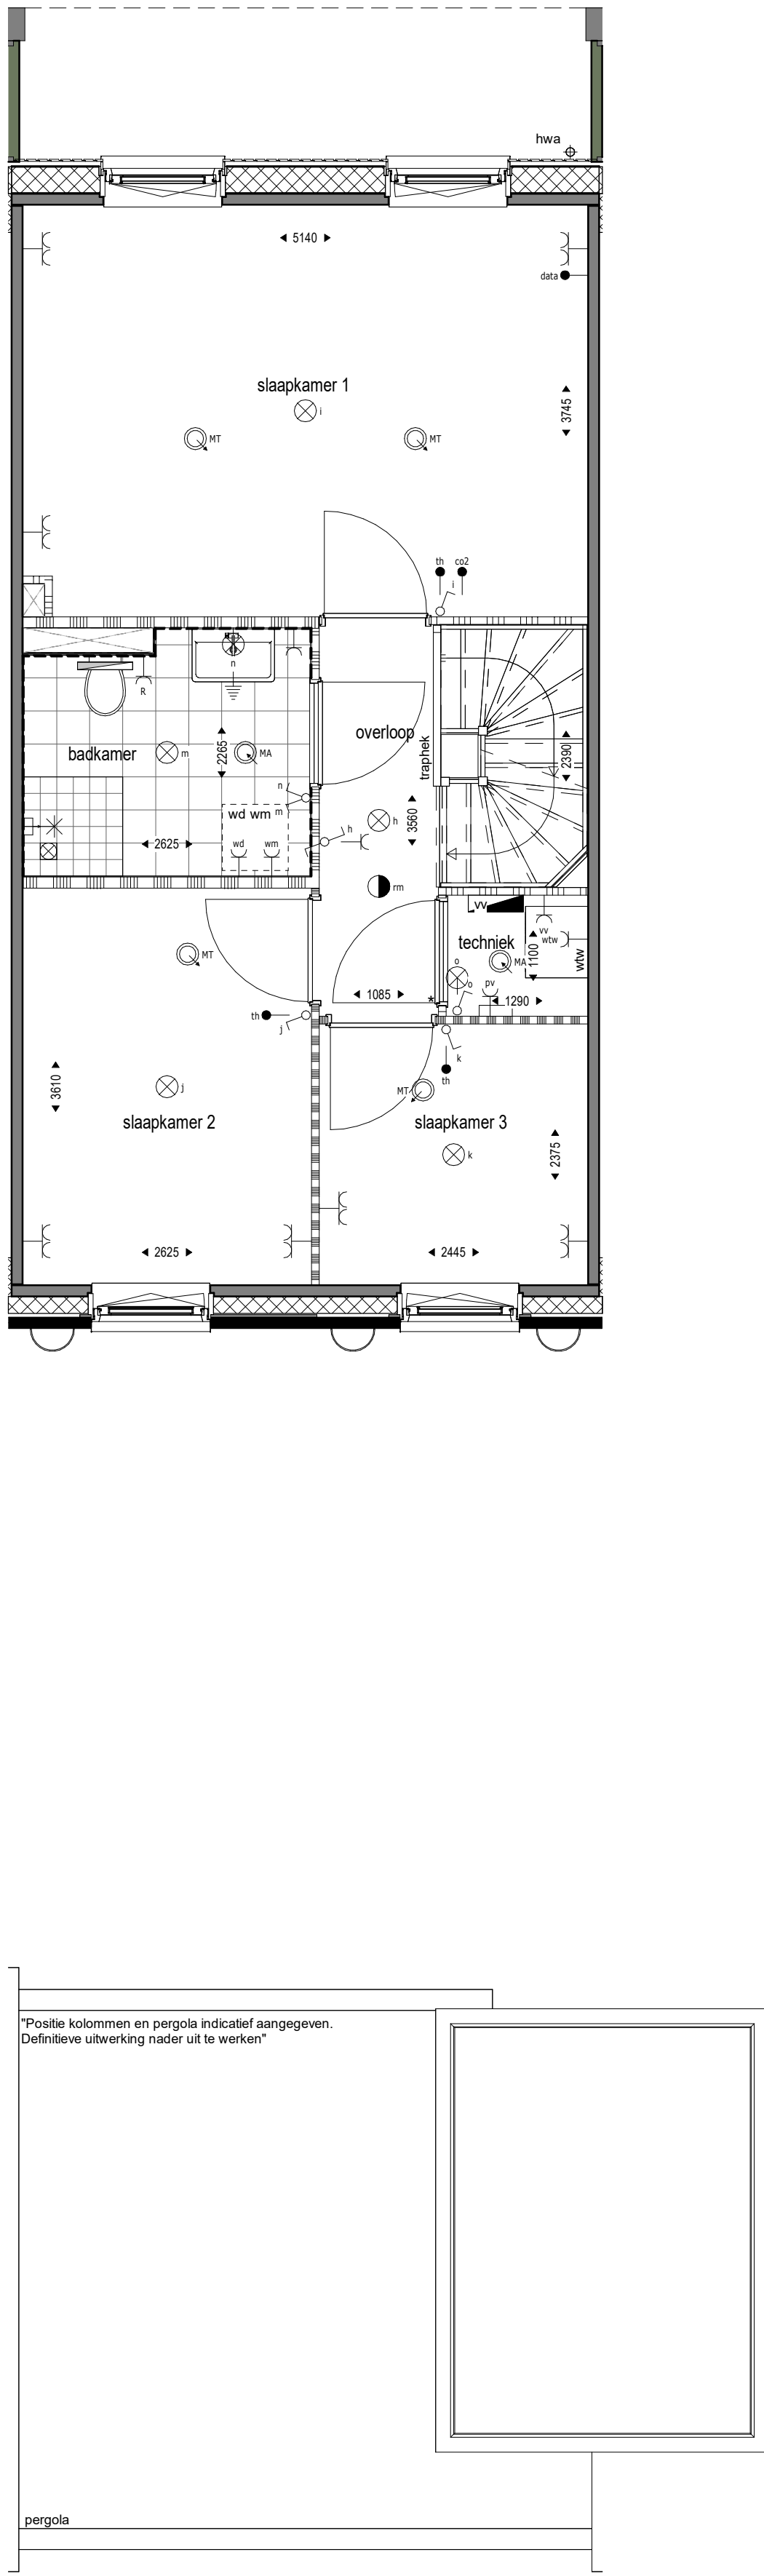 hwa
5140
data
slaapkamer 1
i
3745
MT
MT
th co2
i
n
R
overloop
traphek
badkamer
m
2265
MA
2390
n
m
3560
h
wd wm
h
2625
wd
wm
rm
vv
techniek
vv
wtw
MT
1100
wtw
MA
o
o
pv
1085
*
1290
th
j
k
th
3610
j
MT
slaapkamer 2
slaapkamer 3
k
2375
2625
2445
"Positie kolommen en pergola indicatief aangegeven.
Definitieve uitwerking nader uit te werken"
pergola